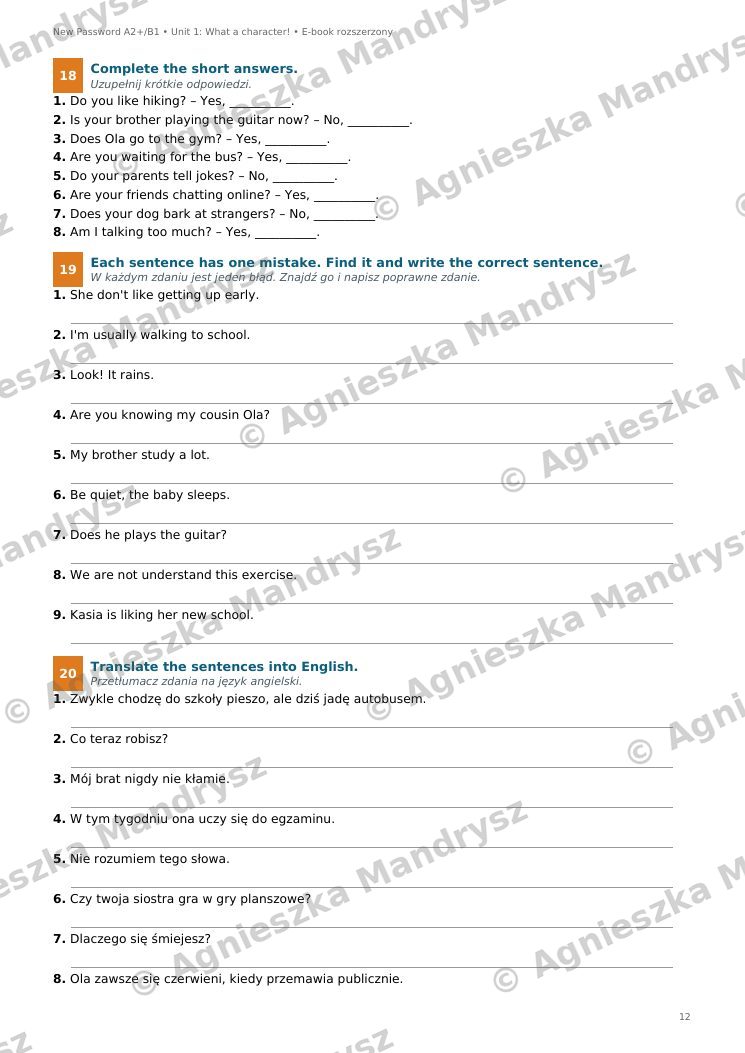 New Password A2+/B1 • Unit 1: What a character! • E-book rozszerzony
18 Complete the short answers.
Uzupełnij krótkie odpowiedzi.
1. Do you like hiking? – Yes, __________.
2. Is your brother playing the guitar now? – No, __________.
3. Does Ola go to the gym? – Yes, __________.
4. Are you waiting for the bus? – Yes, __________.
5. Do your parents tell jokes? – No, __________.
6. Are your friends chatting online? – Yes, __________.
7. Does your dog bark at strangers? – No, __________.
8. Am I talking too much? – Yes, __________.
19 Each sentence has one mistake. Find it and write the correct sentence.
W każdym zdaniu jest jeden błąd. Znajdź go i napisz poprawne zdanie.
1. She don't like getting up early.
2. I'm usually walking to school.
3. Look! It rains.
4. Are you knowing my cousin Ola?
5. My brother study a lot.
6. Be quiet, the baby sleeps.
7. Does he plays the guitar?
8. We are not understand this exercise.
9. Kasia is liking her new school.
20 Translate the sentences into English.
Przetłumacz zdania na język angielski.
1. Zwykle chodzę do szkoły pieszo, ale dziś jadę autobusem.
2. Co teraz robisz?
3. Mój brat nigdy nie kłamie.
4. W tym tygodniu ona uczy się do egzaminu.
5. Nie rozumiem tego słowa.
6. Czy twoja siostra gra w gry planszowe?
7. Dlaczego się śmiejesz?
8. Ola zawsze się czerwieni, kiedy przemawia publicznie.
12
© Agnieszka Mandrysz